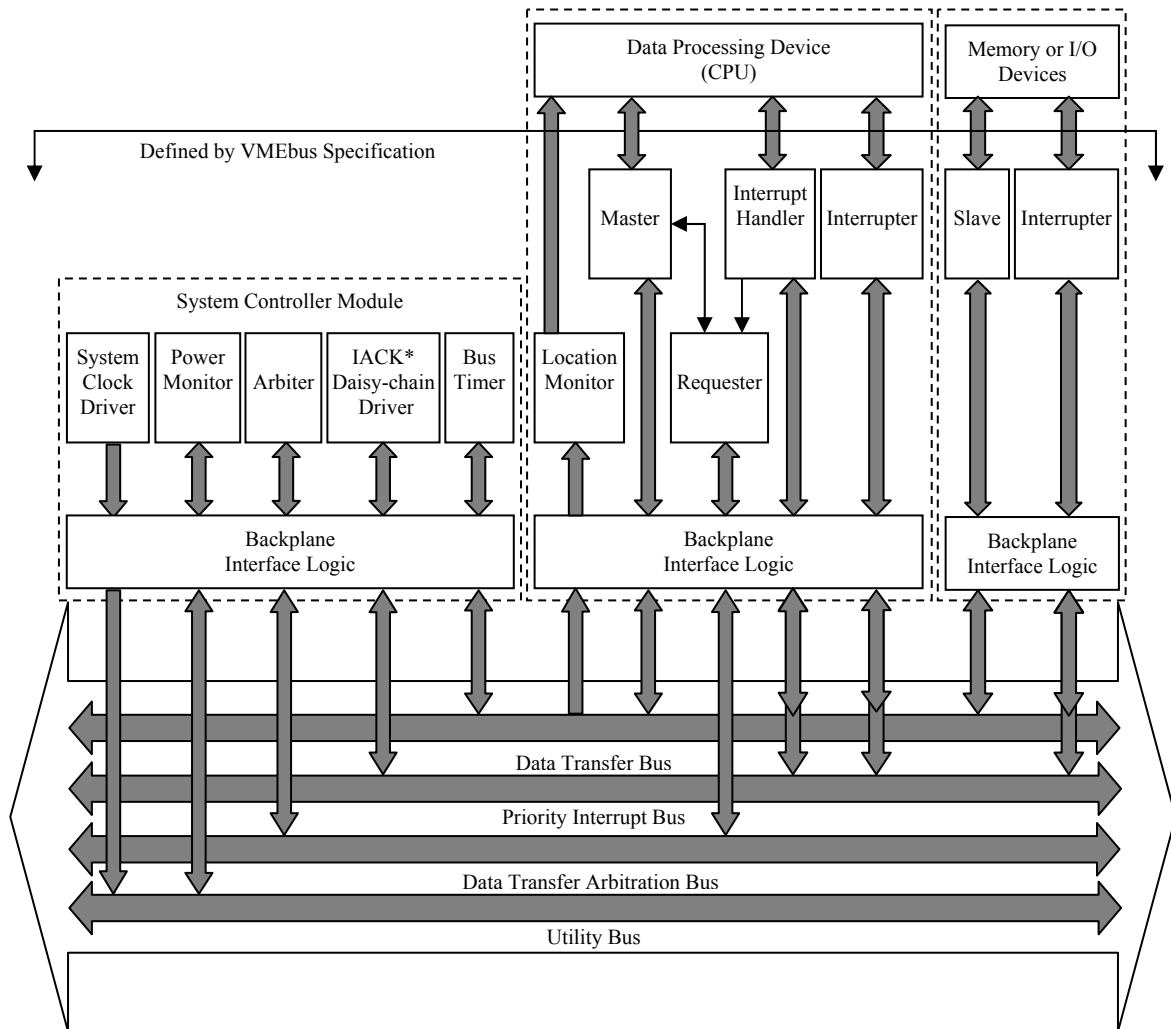 Data Processing Device
(CPU)
Memory or I/O
Devices
Defined by VMEbus Specification
Master
Interrupt
Handler
Interrupter
Slave
Interrupter
System Controller Module
System
Clock
Driver
Power
Monitor
Arbiter
IACK*
Daisy-chain
Driver
Bus
Timer
Location
Monitor
Requester
Backplane
Interface Logic
Backplane
Interface Logic
Backplane
Interface Logic
Data Transfer Bus
Priority Interrupt Bus
Data Transfer Arbitration Bus
Utility Bus